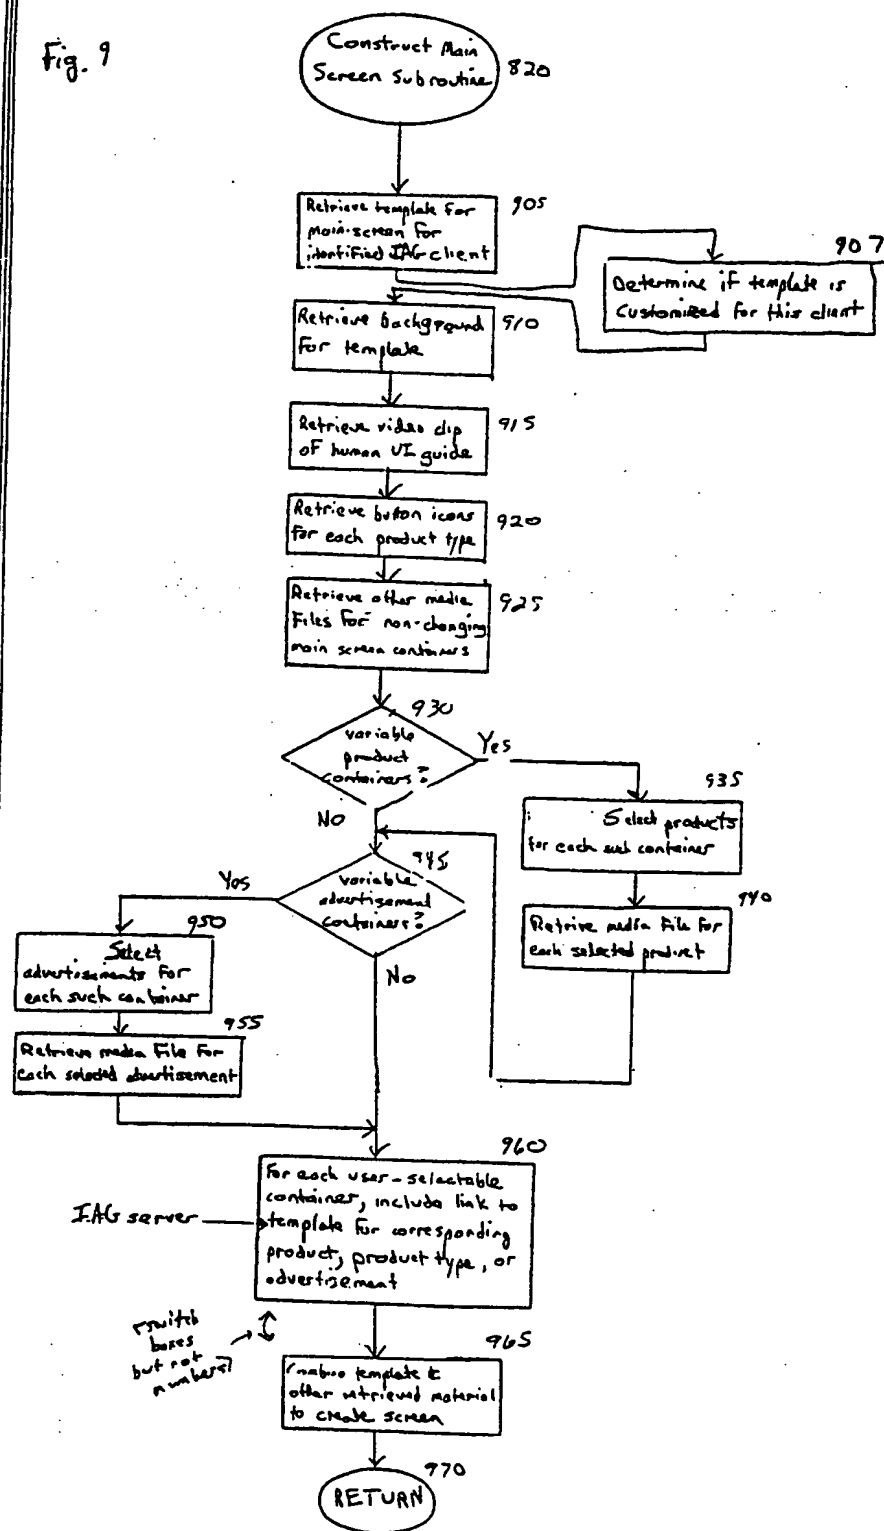 Fig. 9
Construct Main
Screen Subroutine
820
Retrieve template for
main-screen for
identified IAG client
905
907
Determine if template is
customized for this client
Retrieve background
for template
910
Retrieve video clip
of human UI guide
915
Retrieve button icons
for each product type
920
Retrieve other media
files for non-changing
main screen containers
925
930
variable
product
containers?
Yes
No
935
Select products
for each such container
940
Retrive media file for
each selected product
945
variable
advertisement
containers?
Yes
No
950
Select
advertisements for
each such container
955
Retrieve media file for
each selected advertisement
960
For each user-selectable
container, include link to
template for corresponding
product, product type, or
advertisement
IAG server
switch
boxes
but not
numbers
965
Combine template &
other retrieved material
to create screen
970
RETURN